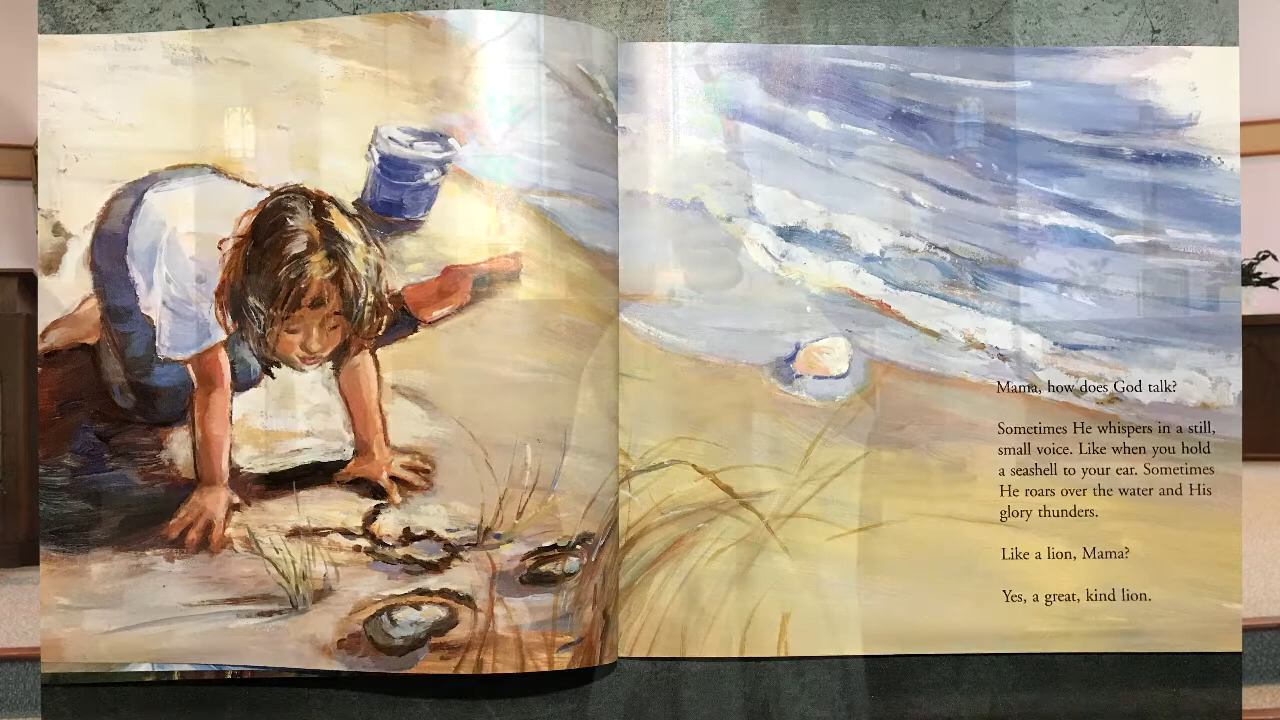 Mama, how does God talk?
Sometimes He whispers in a still,
small voice. Like when you hold
a seashell to your ear. Sometimes
He roars over the water and His
glory thunders.
Like a lion, Mama?
Yes, a great, kind lion.